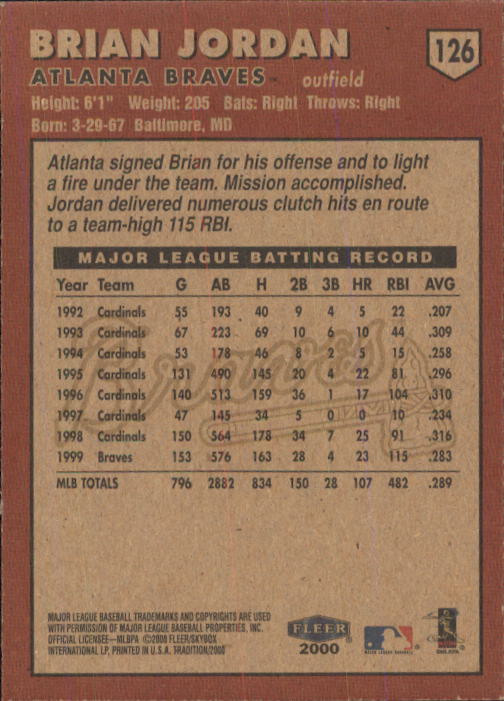 BRIAN JORDAN
126
ATLANTA BRAVES outfield
Height: 6'1" Weight: 205 Bats: Right Throws: Right
Born: 3-29-67 Baltimore, MD
Atlanta signed Brian for his offense and to light
a fire under the team. Mission accomplished.
Jordan delivered numerous clutch hits en route
to a team-high 115 RBI.
MAJOR LEAGUE BATTING RECORD
Year Team G AB H 2B 3B HR RBI AVG
1992 Cardinals 55 193 40 9 4 5 22 .207
1993 Cardinals 67 223 69 10 6 10 44 .309
1994 Cardinals 53 178 46 8 2 5 15 .258
1995 Cardinals 131 490 145 20 4 22 81 .296
1996 Cardinals 140 513 159 36 1 17 104 .310
1997 Cardinals 47 145 34 5 0 0 10 .234
1998 Cardinals 150 564 178 34 7 25 91 .316
1999 Braves 153 576 163 28 4 23 115 .283
MLB TOTALS 796 2882 834 150 28 107 482 .289
Braves
MAJOR LEAGUE BASEBALL TRADEMARKS AND COPYRIGHTS ARE USED
WITH PERMISSION OF MAJOR LEAGUE BASEBALL PROPERTIES, INC.
OFFICIAL LICENSEE—MLBPA ©2000 FLEER/SKYBOX
INTERNATIONAL LP, PRINTED IN U.S.A. TRADITION/2000
FLEER
2000
MAJOR LEAGUE BASEBALL